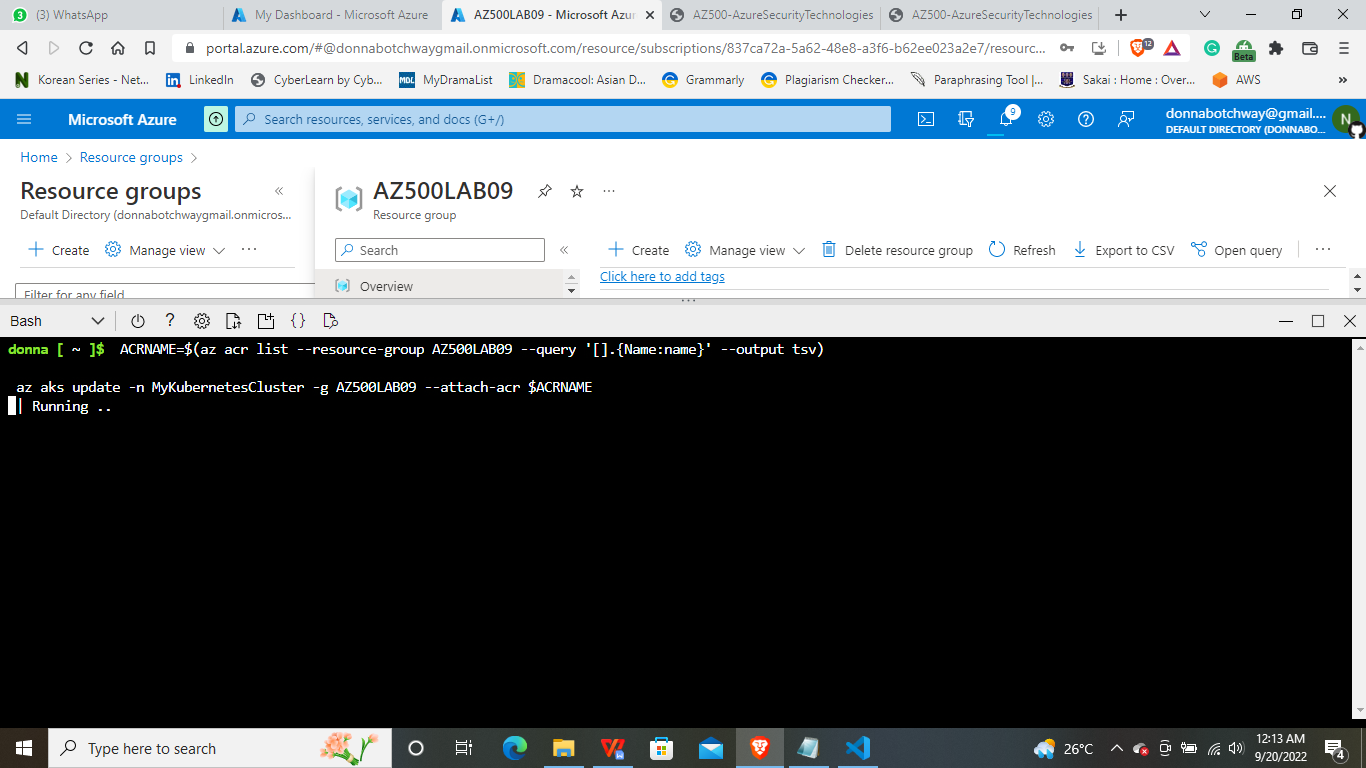 3
(3) WhatsApp
My Dashboard - Microsoft Azure
AZ500LAB09 - Microsoft Azur
AZ500-AzureSecurityTechnologies
AZ500-AzureSecurityTechnologies
portal.azure.com/#@donnabotchwaygmail.onmicrosoft.com/resource/subscriptions/837ca72a-5a62-48e8-a3f6-b62ee023a2e7/resourc...
12
Beta
Korean Series - Net...
LinkedIn
CyberLearn by Cyb...
MDL
MyDramaList
Dramacool: Asian D...
Grammarly
Plagiarism Checker...
Paraphrasing Tool |...
Sakai : Home : Over...
AWS
»
Microsoft Azure
Search resources, services, and docs (G+/)
9
donnabotchway@gmail....
DEFAULT DIRECTORY (DONNABO...
N
Home > Resource groups >
Resource groups
«
Default Directory (donnabotchwaygmail.onmicros...
+ Create
Manage view
...
Filter for any field
AZ500LAB09
...
Resource group
Search
«
Overview
+ Create
Manage view
Delete resource group
Refresh
Export to CSV
Open query
...
Click here to add tags
Bash
?
{}
donna [ ~ ]$  ACRNAME=$(az acr list --resource-group AZ500LAB09 --query '[].{Name:name}' --output tsv)
az aks update -n MyKubernetesCluster -g AZ500LAB09 --attach-acr $ACRNAME
| Running ..
Type here to search
26°C
12:13 AM
9/20/2022
4